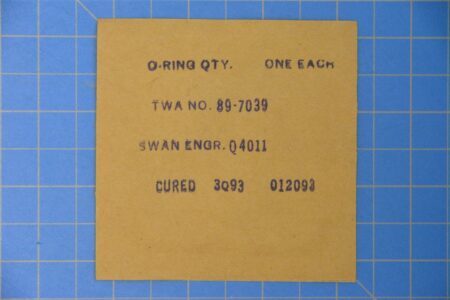 O-RING QTY. ONE EACH
TWA NO. 89-7039
SWAN ENGR. Q4011
CURED 3Q93 012093